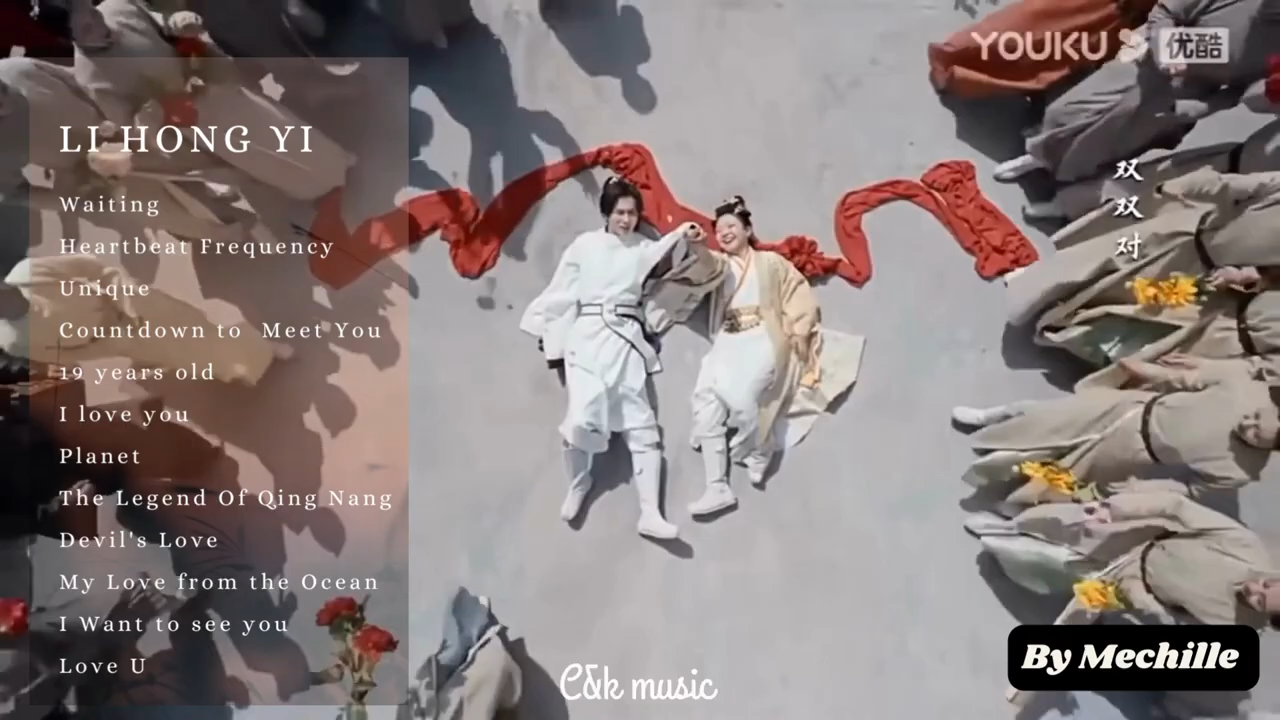 YOUKU 优酷
LI HONG YI
Waiting
Heartbeat Frequency
Unique
Countdown to  Meet You
19 years old
I love you
Planet
The Legend Of Qing Nang
Devil's Love
My Love from the Ocean
I Want to see you
Love U
双
双
对
C&k music
By Mechille